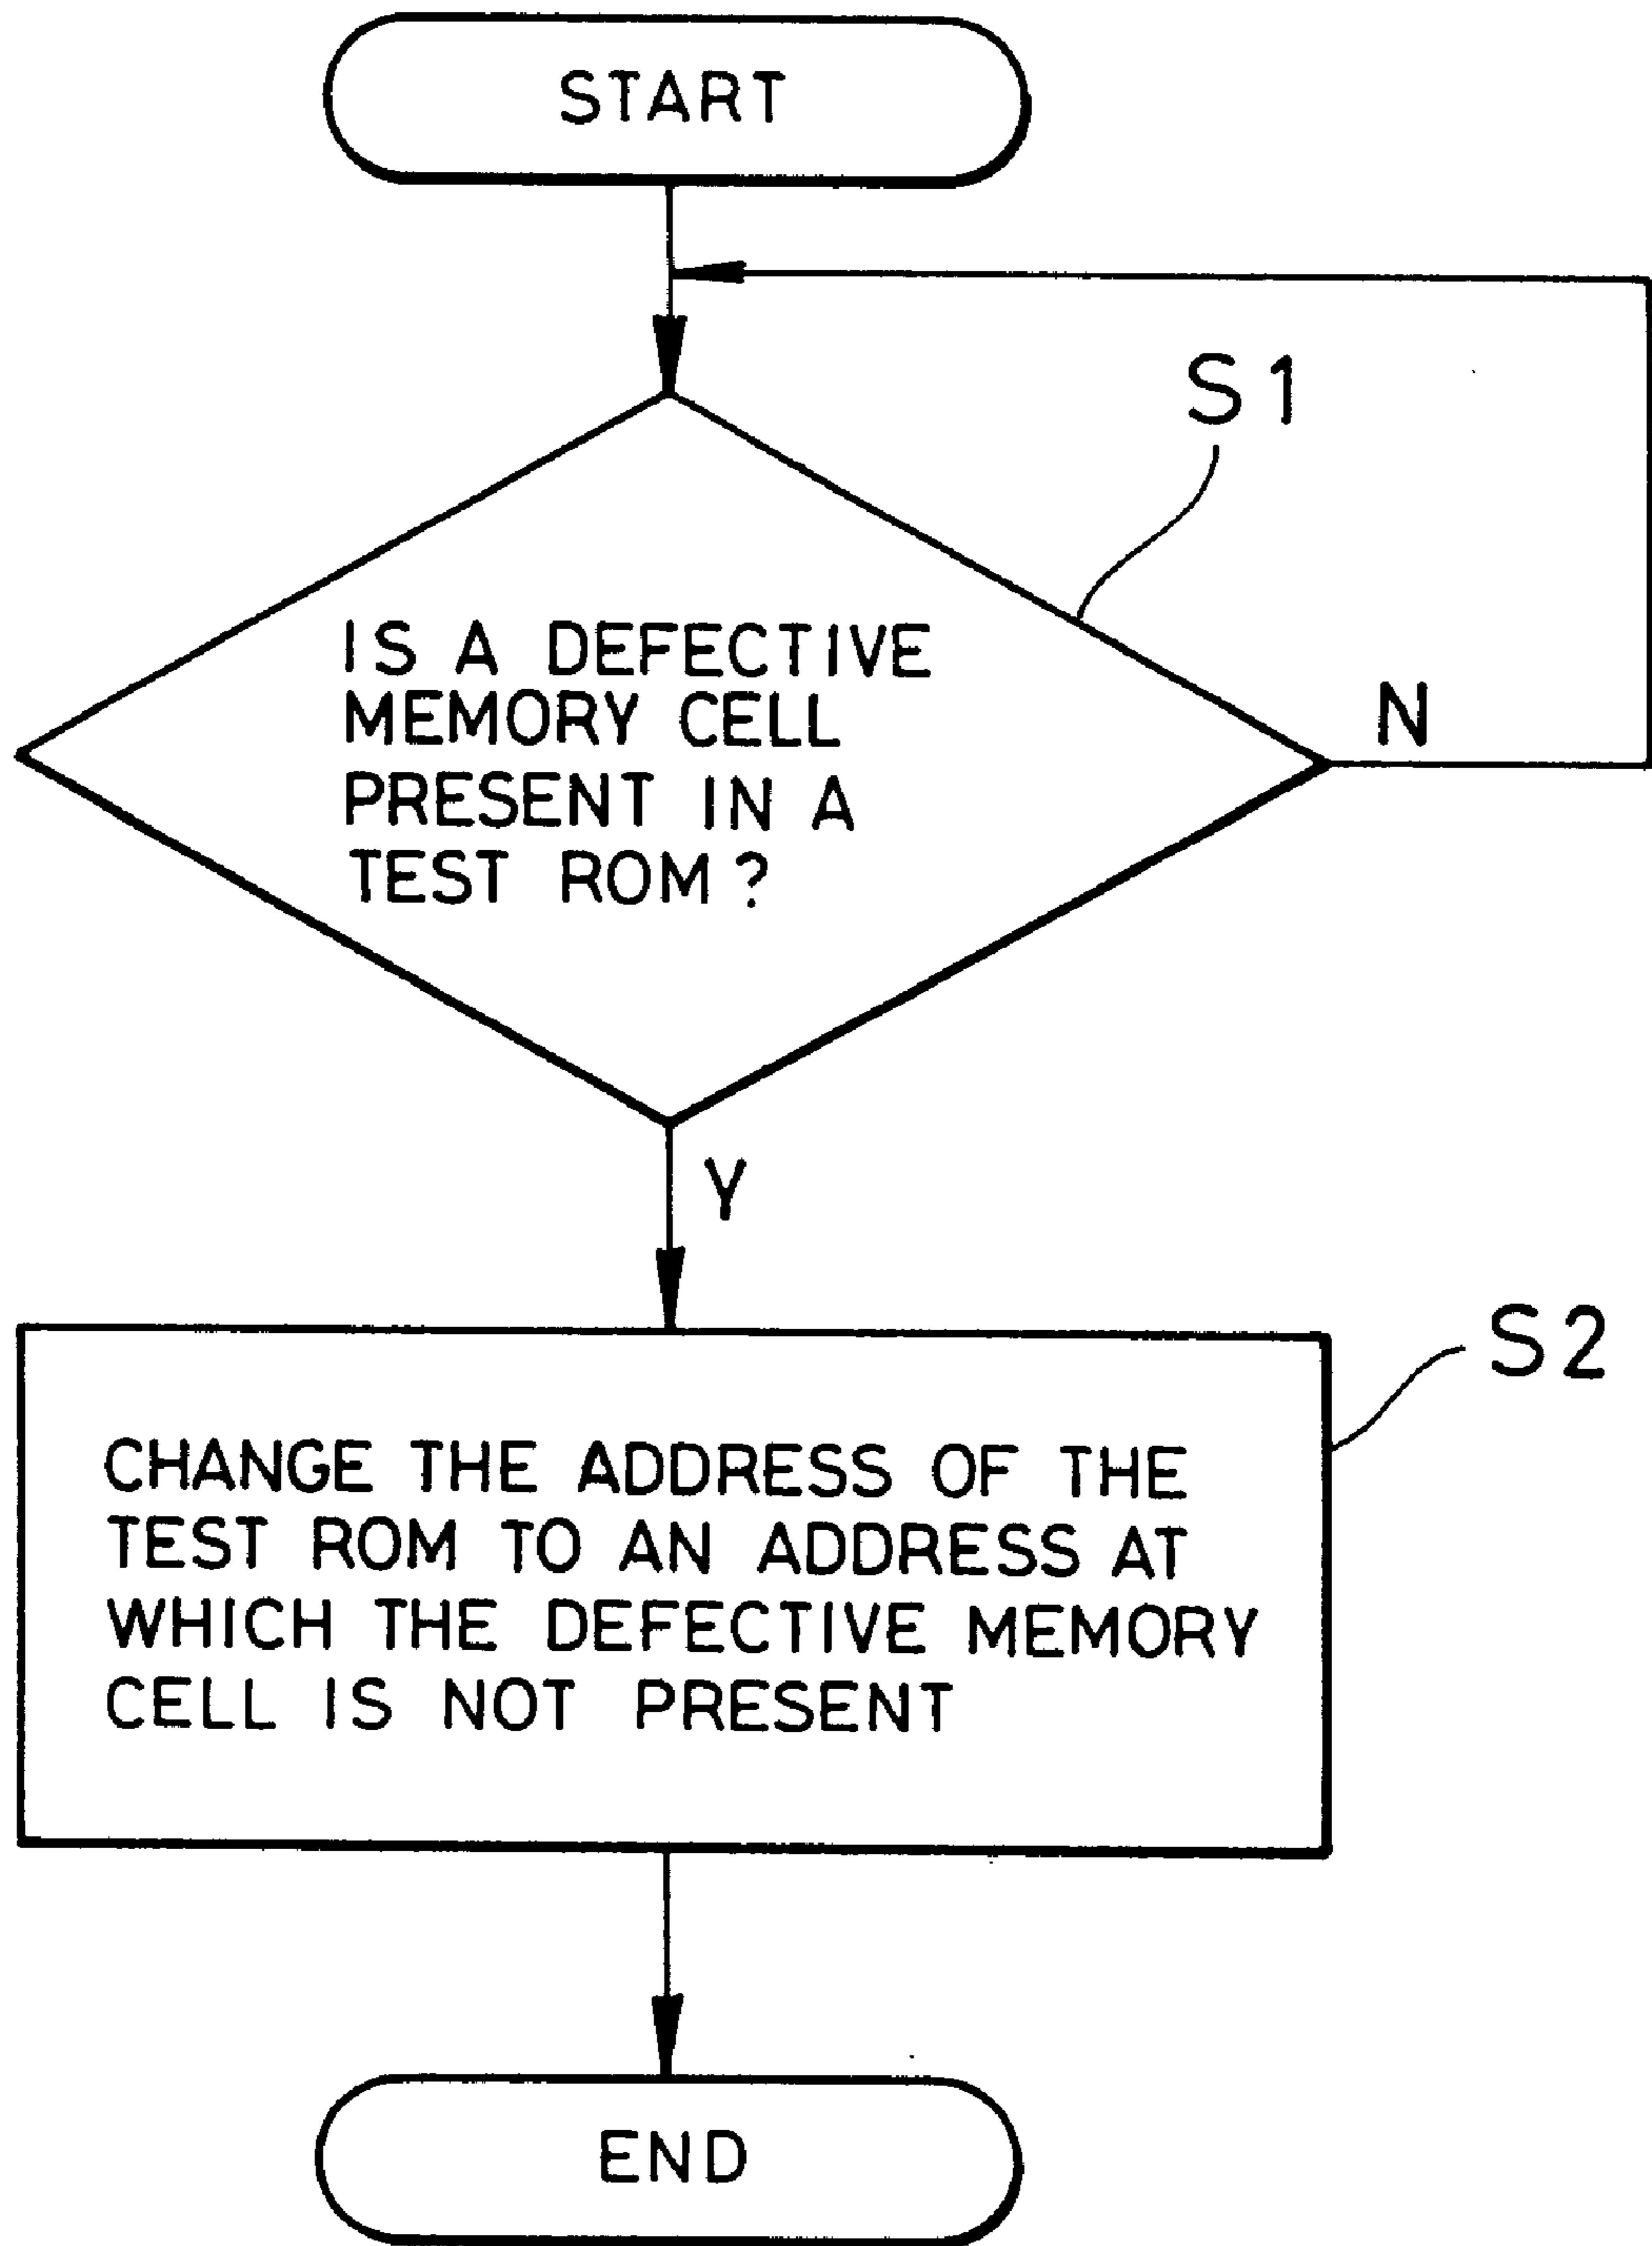 START
S1
IS A DEFECTIVE
MEMORY CELL
PRESENT IN A
TEST ROM?
N
Y
S2
CHANGE THE ADDRESS OF THE
TEST ROM TO AN ADDRESS AT
WHICH THE DEFECTIVE MEMORY
CELL IS NOT PRESENT
END